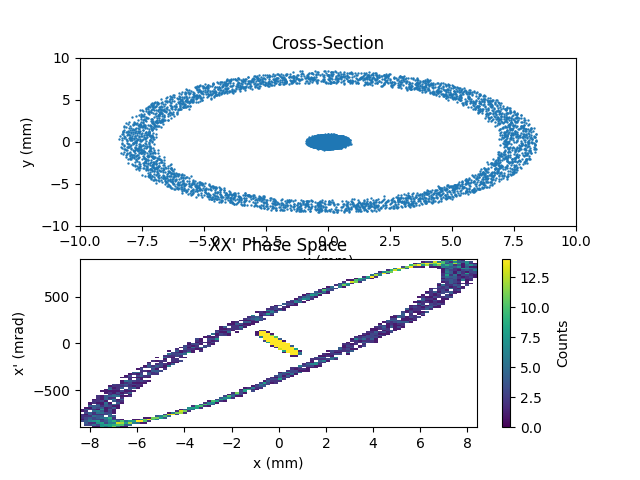 Cross-Section
10
5
0
−5
−10
y (mm)
−10.0 −7.5 −5.0 −2.5 0.0 2.5 5.0 7.5 10.0
x (mm)
XX' Phase Space
500
0
−500
x' (mrad)
−8 −6 −4 −2 0 2 4 6 8
x (mm)
12.5
10.0
7.5
5.0
2.5
0.0
Counts